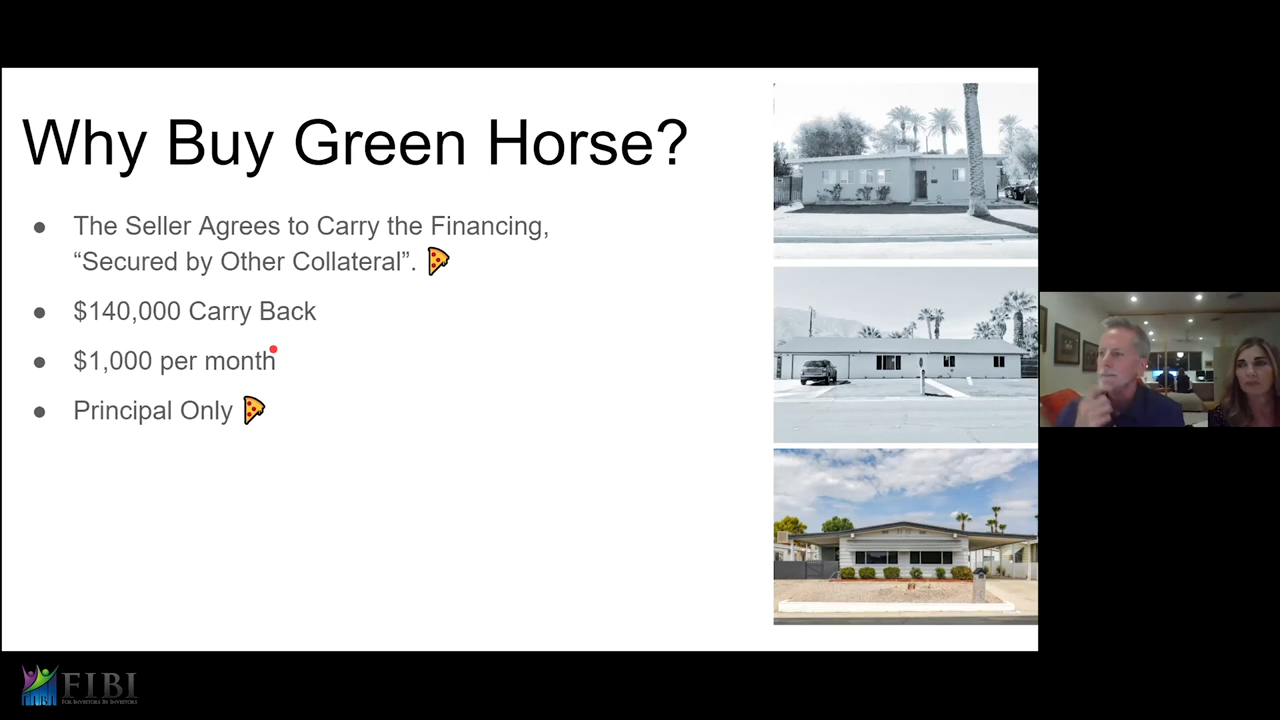 Why Buy Green Horse?
● The Seller Agrees to Carry the Financing,
“Secured by Other Collateral”. 🍕
● $140,000 Carry Back
● $1,000 per month
● Principal Only 🍕
FIBI
FOR INVESTORS BY INVESTORS